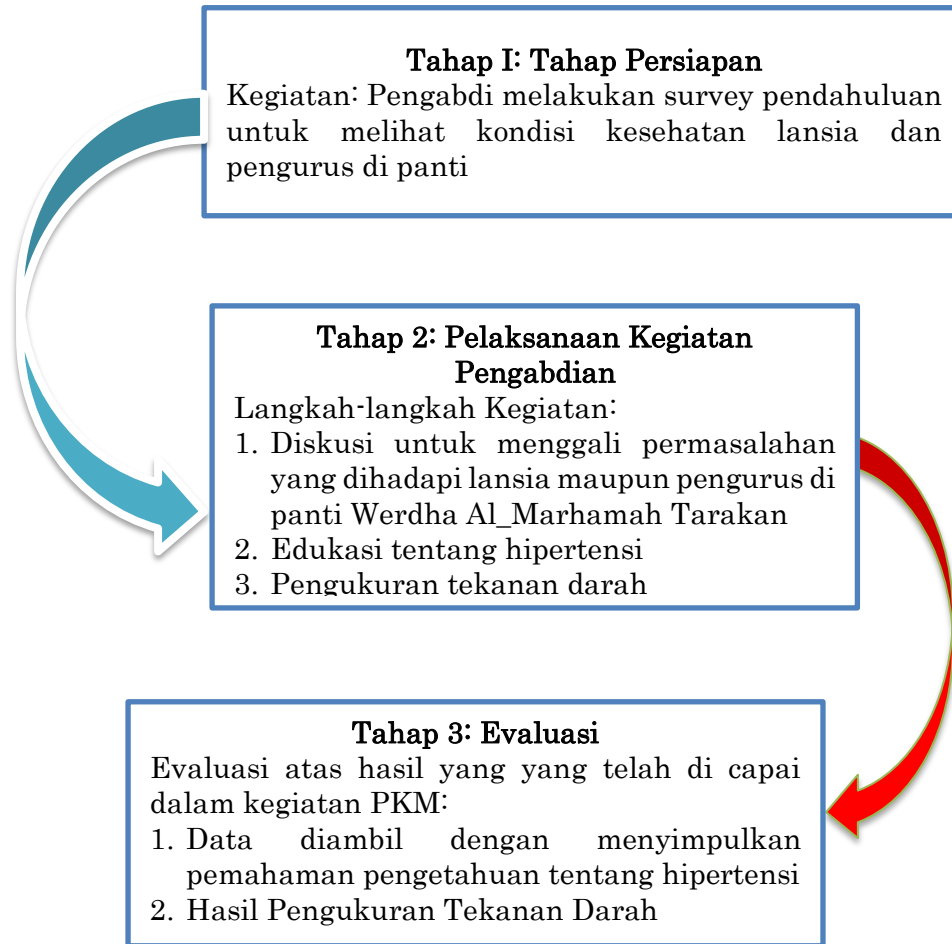 Tahap I: Tahap Persiapan
Kegiatan: Pengabdi melakukan survey pendahuluan
untuk melihat kondisi kesehatan lansia dan
pengurus di panti
Tahap 2: Pelaksanaan Kegiatan
Pengabdian
Langkah-langkah Kegiatan:
1. Diskusi untuk menggali permasalahan
yang dihadapi lansia maupun pengurus di
panti Werdha Al_Marhamah Tarakan
2. Edukasi tentang hipertensi
3. Pengukuran tekanan darah
Tahap 3: Evaluasi
Evaluasi atas hasil yang yang telah di capai
dalam kegiatan PKM:
1. Data diambil dengan menyimpulkan
pemahaman pengetahuan tentang hipertensi
2. Hasil Pengukuran Tekanan Darah